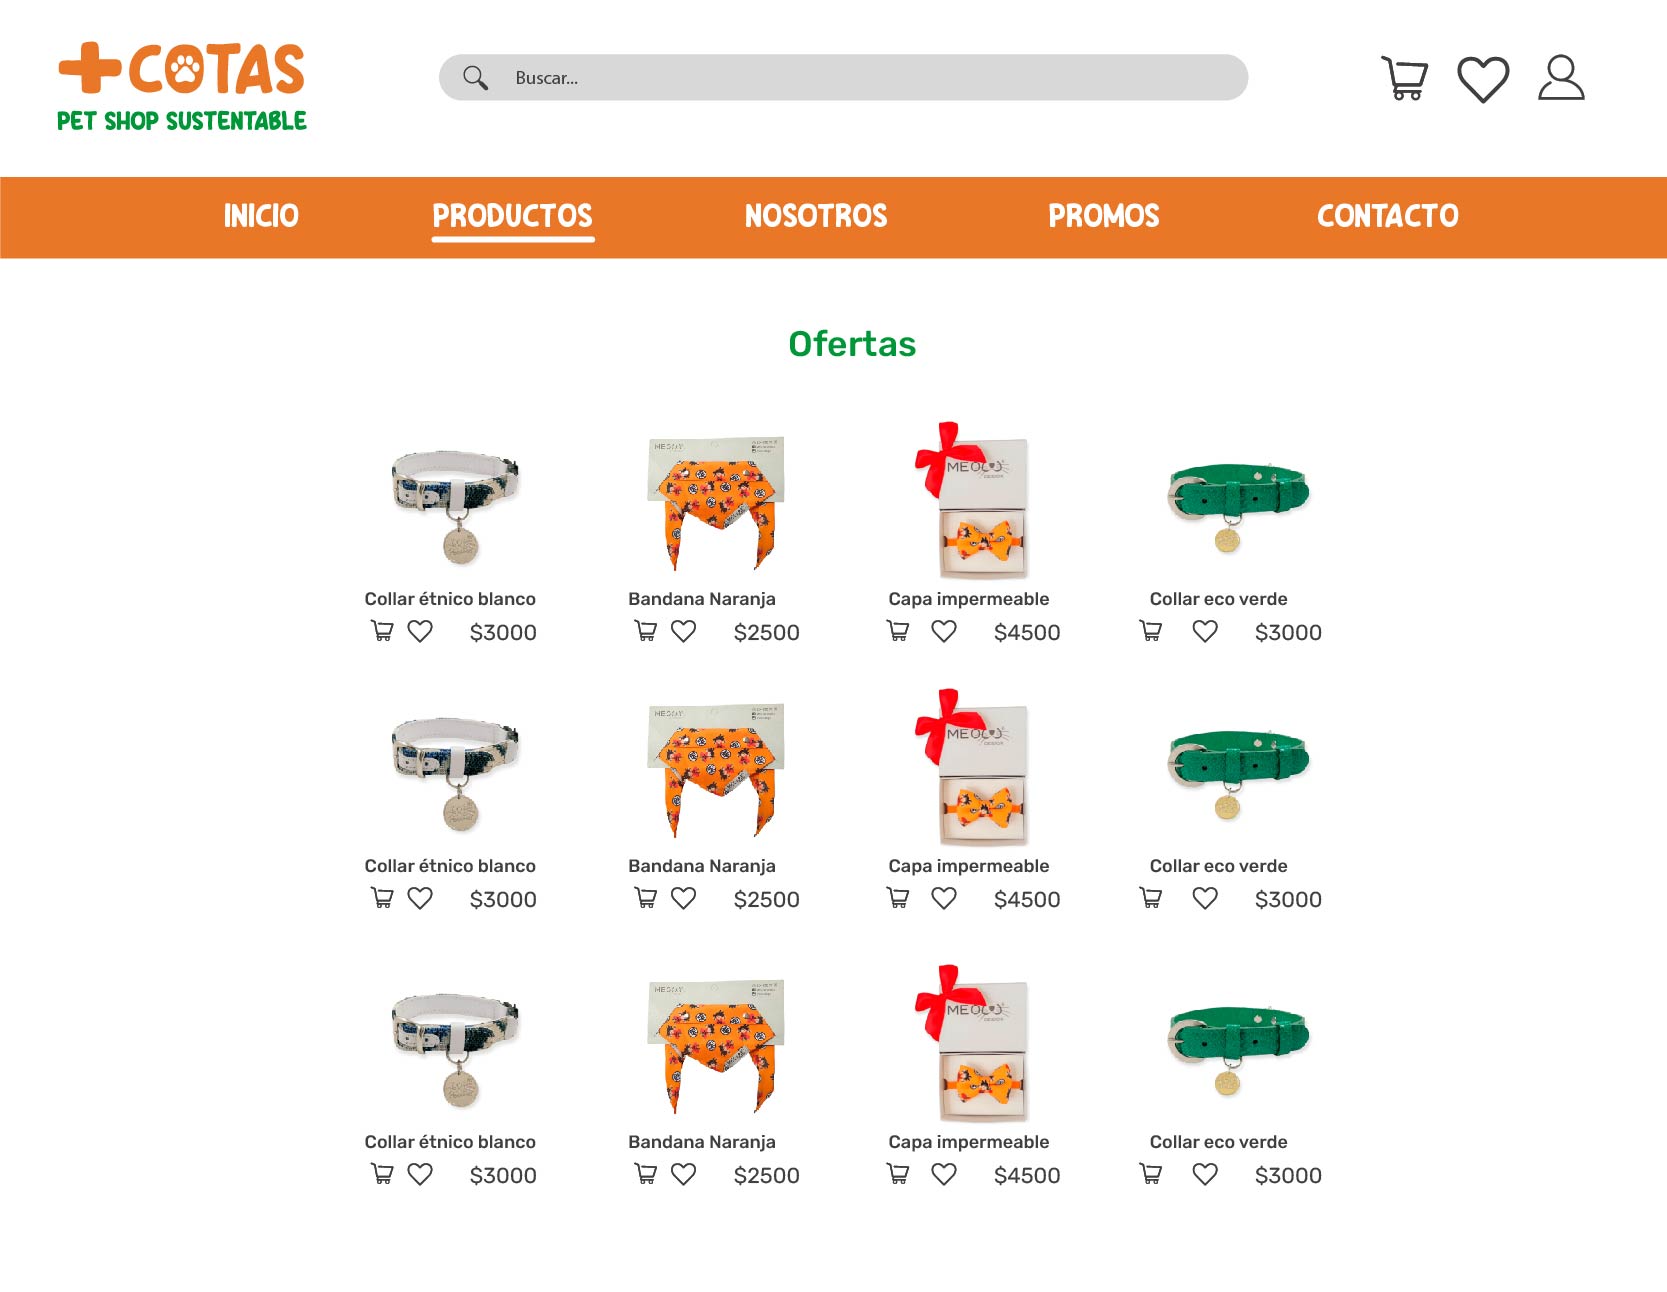 +COTAS
PET SHOP SUSTENTABLE
Buscar...
INICIO PRODUCTOS NOSOTROS PROMOS CONTACTO
Ofertas
Collar étnico blanco Bandana Naranja Capa impermeable Collar eco verde
$3000 $2500 $4500 $3000
Collar étnico blanco Bandana Naranja Capa impermeable Collar eco verde
$3000 $2500 $4500 $3000
Collar étnico blanco Bandana Naranja Capa impermeable Collar eco verde
$3000 $2500 $4500 $3000